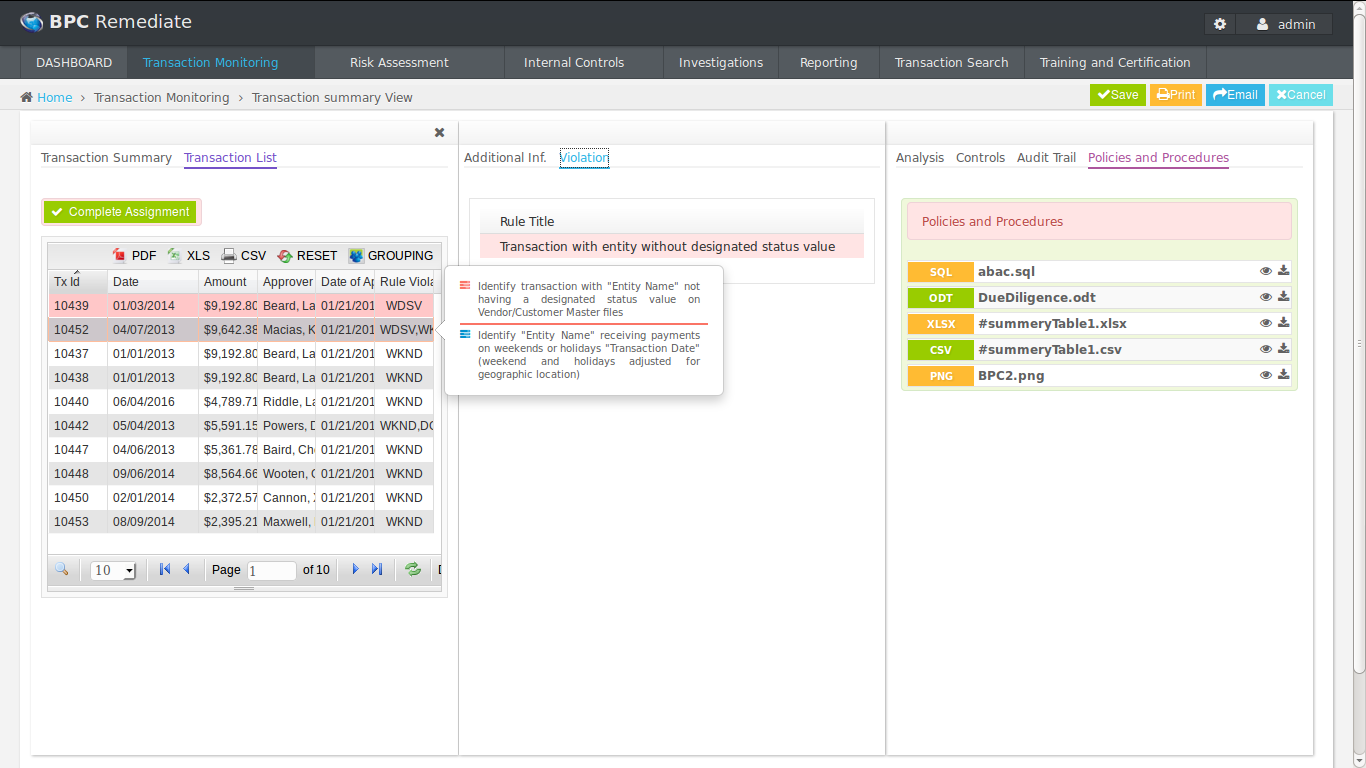 BPC Remediate
admin
DASHBOARD Transaction Monitoring Risk Assessment Internal Controls Investigations Reporting Transaction Search Training and Certification
Home › Transaction Monitoring › Transaction summary View
Save Print Email Cancel
Transaction Summary Transaction List
Complete Assignment
PDF XLS CSV RESET GROUPING
Tx Id Date Amount Approver Date of Ap Rule Viola
10439 01/03/2014 $9,192.80 Beard, La 01/21/201 WDSV
10452 04/07/2013 $9,642.38 Macias, K 01/21/201 WDSV,WK
10437 01/01/2013 $9,192.80 Beard, La 01/21/201 WKND
10438 01/01/2013 $9,192.80 Beard, La 01/21/201 WKND
10440 06/04/2016 $4,789.71 Riddle, La 01/21/201 WKND
10442 05/04/2013 $5,591.15 Powers, D 01/21/201 WKND,DO
10447 04/06/2013 $5,361.78 Baird, Che 01/21/201 WKND
10448 09/06/2014 $8,564.66 Wooten, 01/21/201 WKND
10450 02/01/2014 $2,372.57 Cannon, 01/21/201 WKND
10453 08/09/2014 $2,395.21 Maxwell, 01/21/201 WKND
10 Page 1 of 10
Additional Inf. Violation
Rule Title
Transaction with entity without designated status value
Identify transaction with "Entity Name" not
having a designated status value on
Vendor/Customer Master files
Identify "Entity Name" receiving payments
on weekends or holidays "Transaction Date"
(weekend and holidays adjusted for
geographic location)
Analysis Controls Audit Trail Policies and Procedures
Policies and Procedures
SQL abac.sql
ODT DueDiligence.odt
XLSX #summeryTable1.xlsx
CSV #summeryTable1.csv
PNG BPC2.png